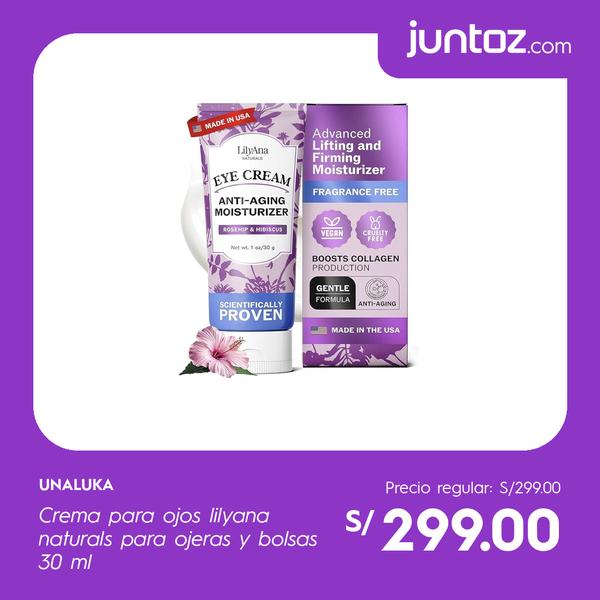 juntoz.com
MADE IN USA
LilyAna
NATURALS
EYE CREAM
ANTI-AGING
MOISTURIZER
ROSEHIP & HIBISCUS
Net wt. 1 oz/30 g
SCIENTIFICALLY
PROVEN
Advanced
Lifting and
Firming
Moisturizer
FRAGRANCE FREE
VEGAN
CRUELTY
FREE
BOOSTS COLLAGEN
PRODUCTION
GENTLE
FORMULA
ANTI-AGING
MADE IN THE USA
UNALUKA
Crema para ojos lilyana
naturals para ojeras y bolsas
30 ml
Precio regular: S/299.00
S/ 299.00